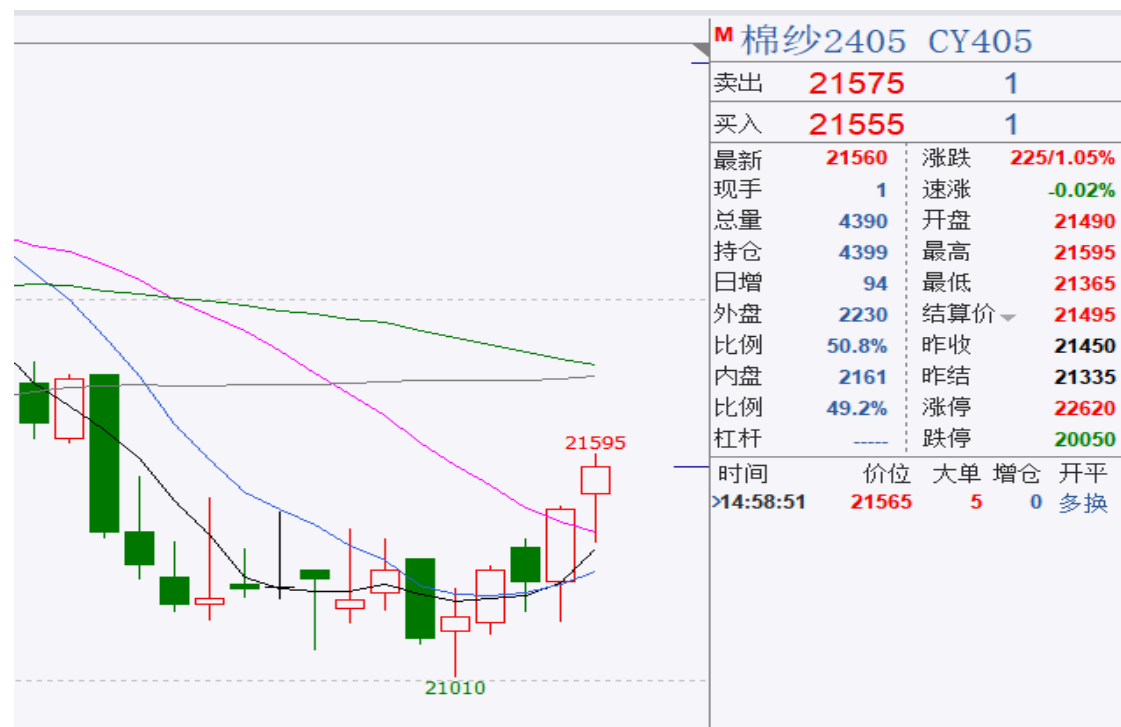 M 棉纱2405 CY405
卖出 21575 1
买入 21555 1
最新 21560 涨跌 225/1.05%
现手 1 速涨 -0.02%
总量 4390 开盘 21490
持仓 4399 最高 21595
日增 94 最低 21365
外盘 2230 结算价 21495
比例 50.8% 昨收 21450
内盘 2161 昨结 21335
比例 49.2% 涨停 22620
杠杆 ----- 跌停 20050
时间 价位 大单 增仓 开平
>14:58:51 21565 5 0 多换
21595
21010